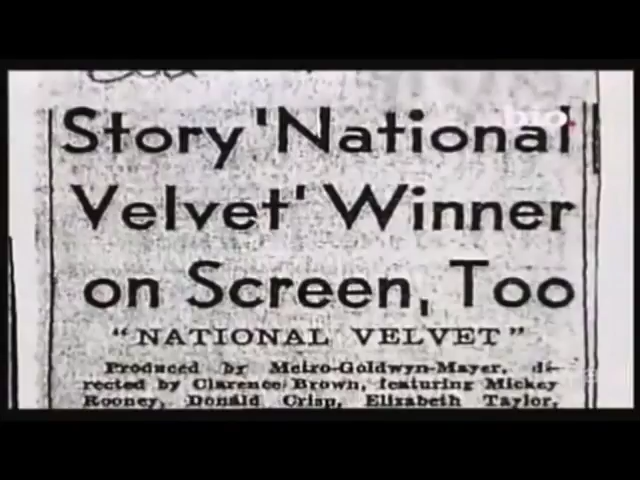 bio.
Story 'National
Velvet' Winner
on Screen, Too
"NATIONAL VELVET"
Produced by Metro-Goldwyn-Mayer, di-
rected by Clarence Brown, featuring Mickey
Rooney, Donald Crisp, Elizabeth Taylor,